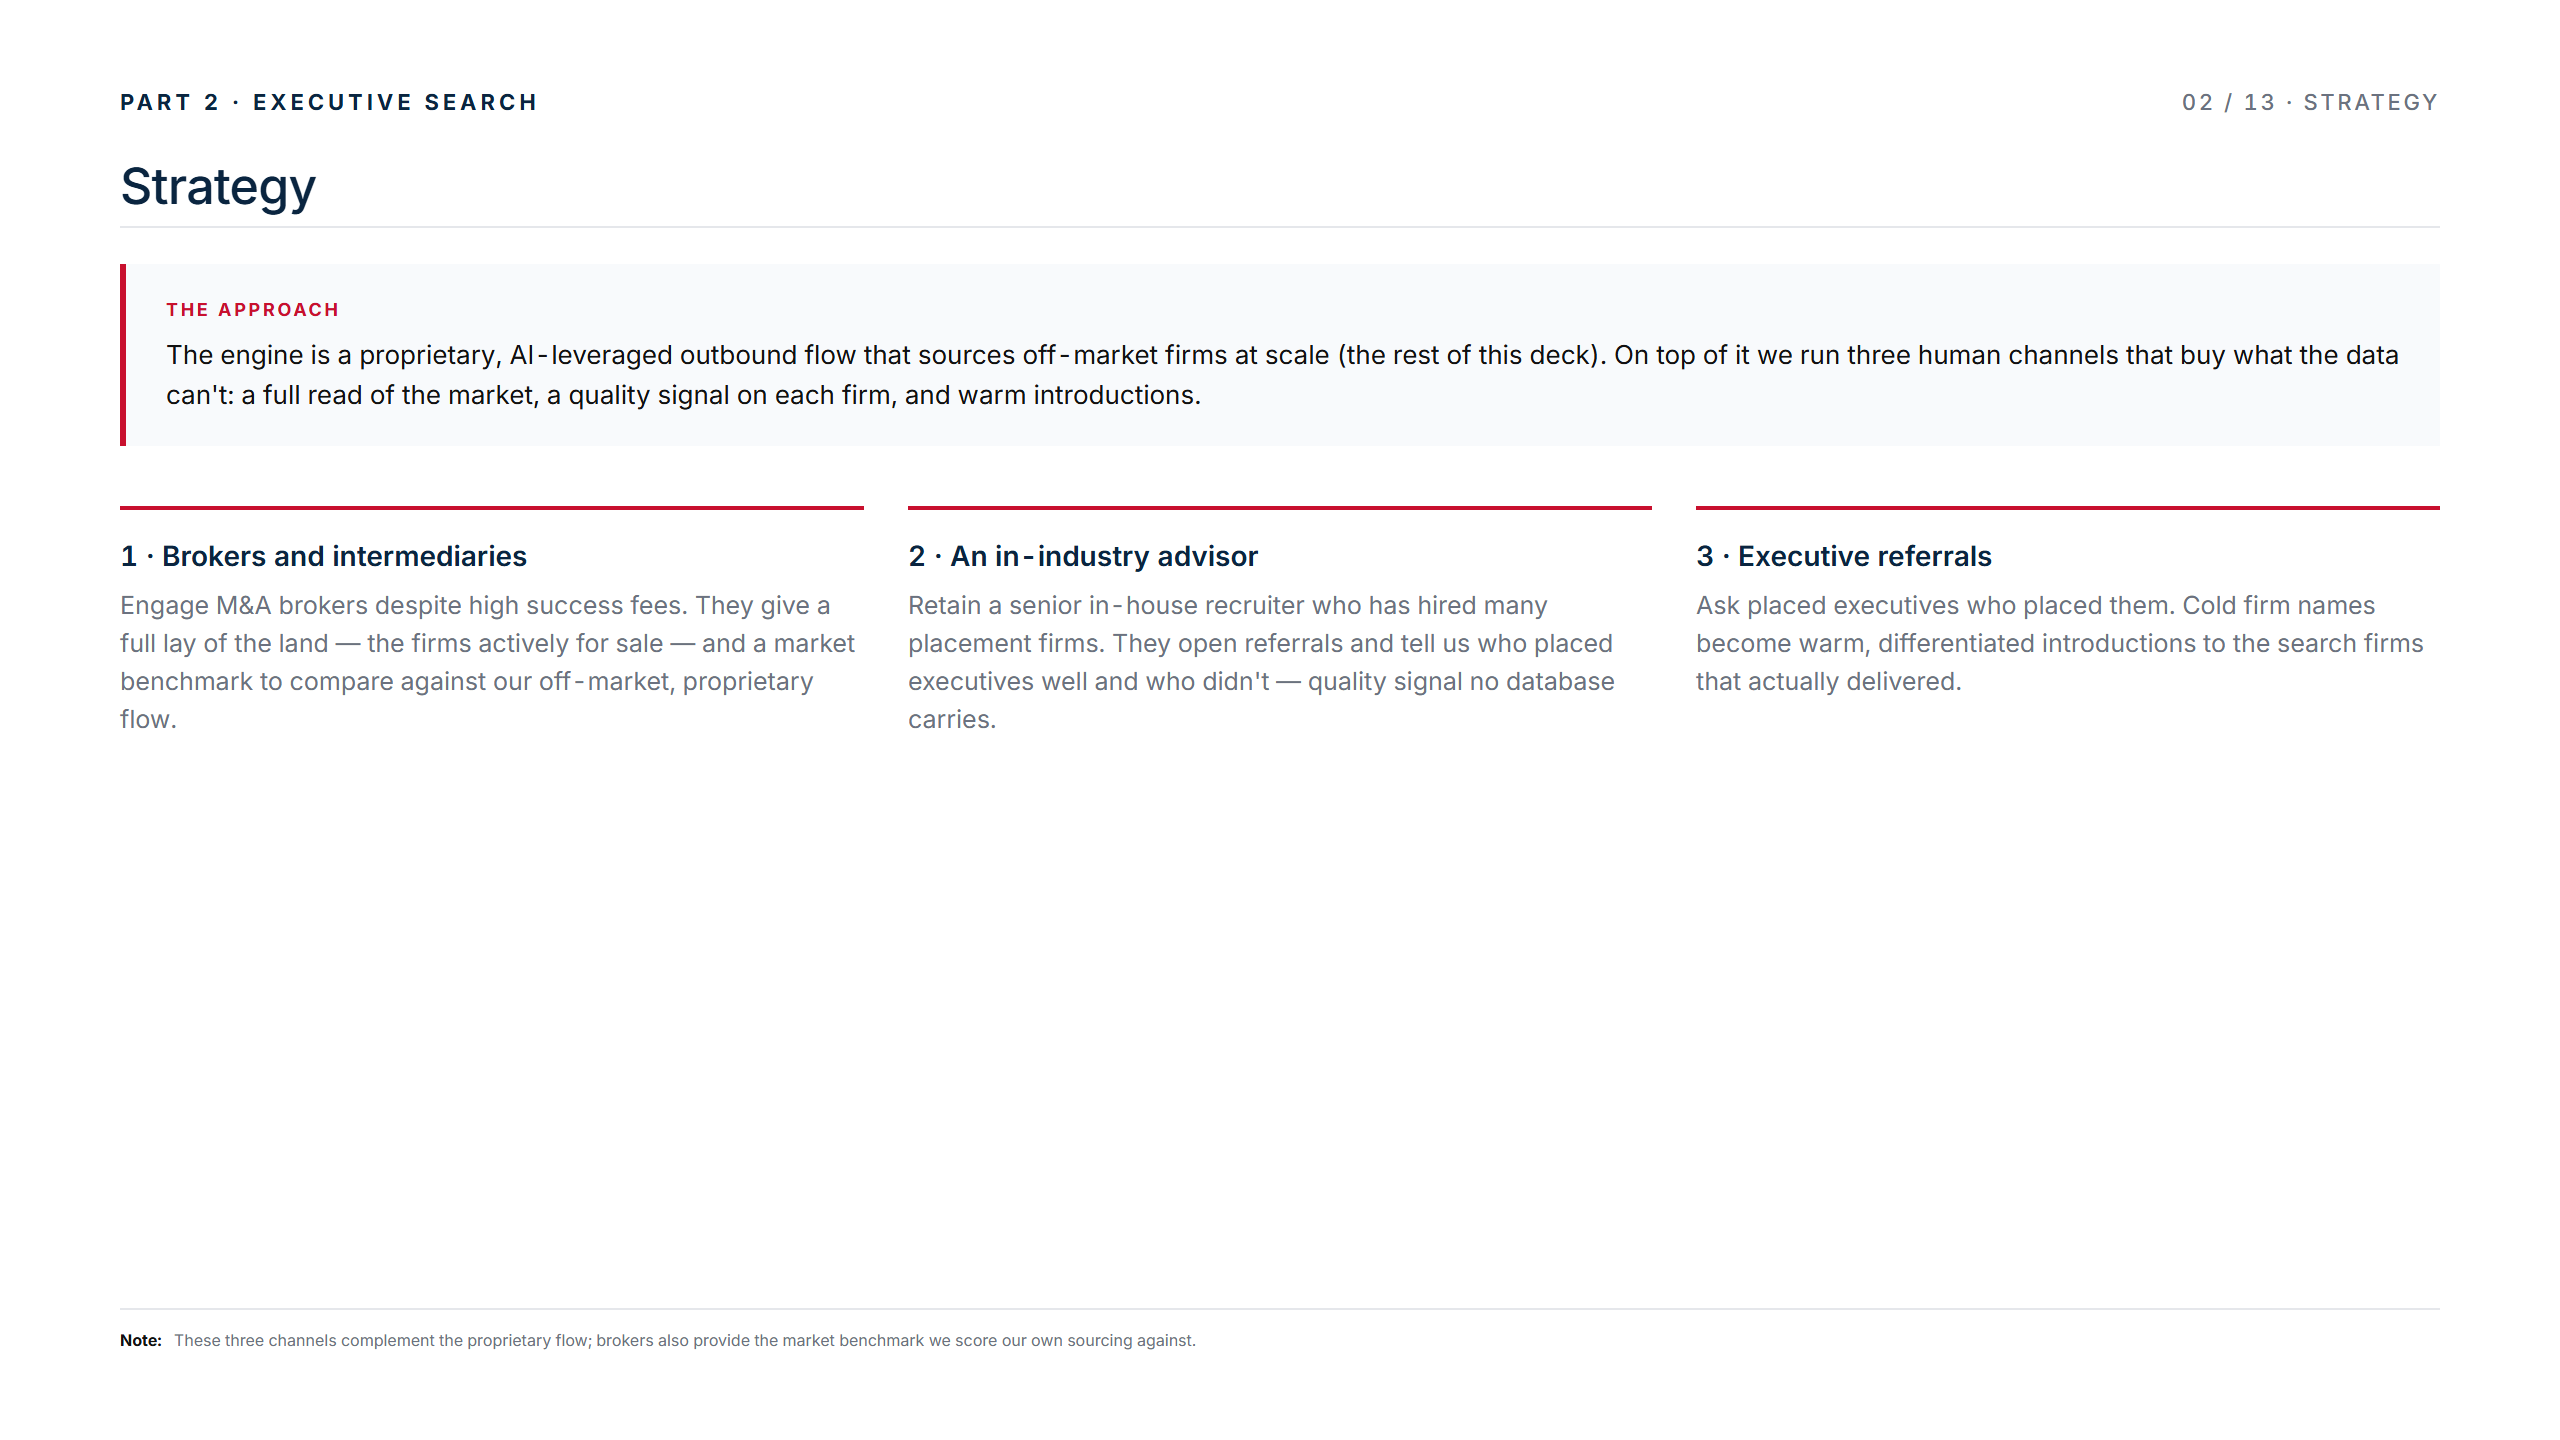 PART 2 · EXECUTIVE SEARCH
02 / 13 · STRATEGY
Strategy
THE APPROACH
The engine is a proprietary, AI-leveraged outbound flow that sources off-market firms at scale (the rest of this deck). On top of it we run three human channels that buy what the data
can't: a full read of the market, a quality signal on each firm, and warm introductions.
1 · Brokers and intermediaries
Engage M&A brokers despite high success fees. They give a
full lay of the land — the firms actively for sale — and a market
benchmark to compare against our off-market, proprietary
flow.
2 · An in-industry advisor
Retain a senior in-house recruiter who has hired many
placement firms. They open referrals and tell us who placed
executives well and who didn't — quality signal no database
carries.
3 · Executive referrals
Ask placed executives who placed them. Cold firm names
become warm, differentiated introductions to the search firms
that actually delivered.
Note: These three channels complement the proprietary flow; brokers also provide the market benchmark we score our own sourcing against.